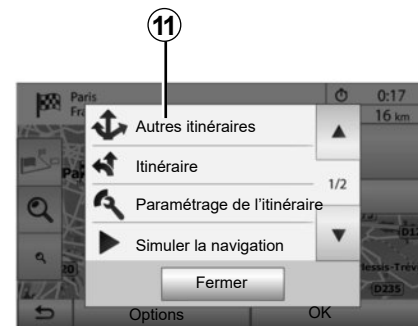 11
Paris
0:17
Fra
16 km
Autres itinéraires
Itinéraire
1/2
Paramétrage de l’itinéraire
Simuler la navigation
Fermer
D235
Options
OK